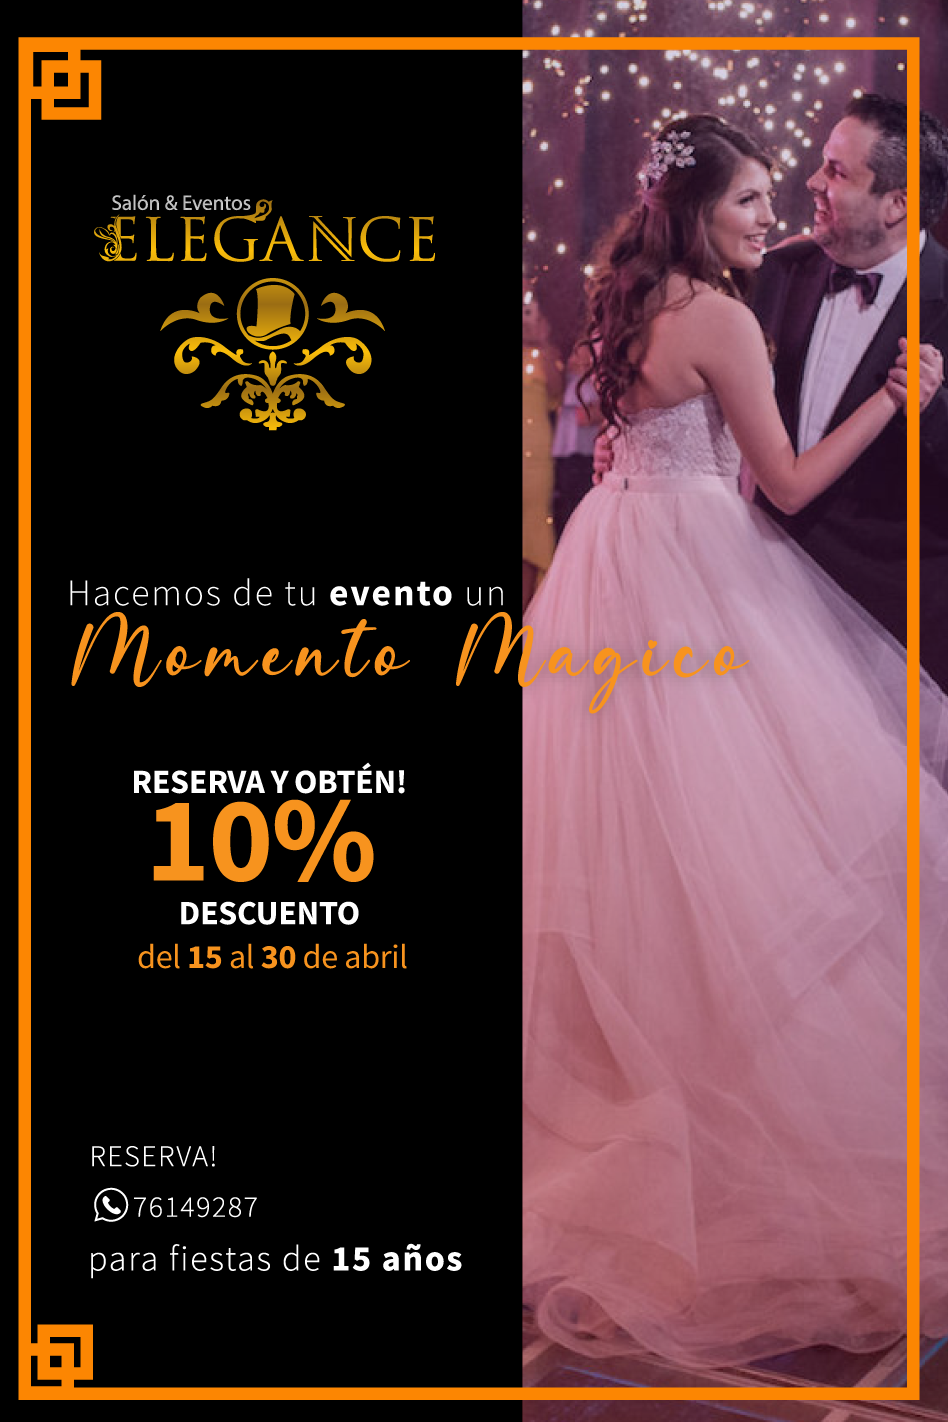 Salón & Eventos
ELEGANCE
Hacemos de tu evento un
Momento Magico
RESERVA Y OBTÉN!
10%
DESCUENTO
del 15 al 30 de abril
RESERVA!
76149287
para fiestas de 15 años